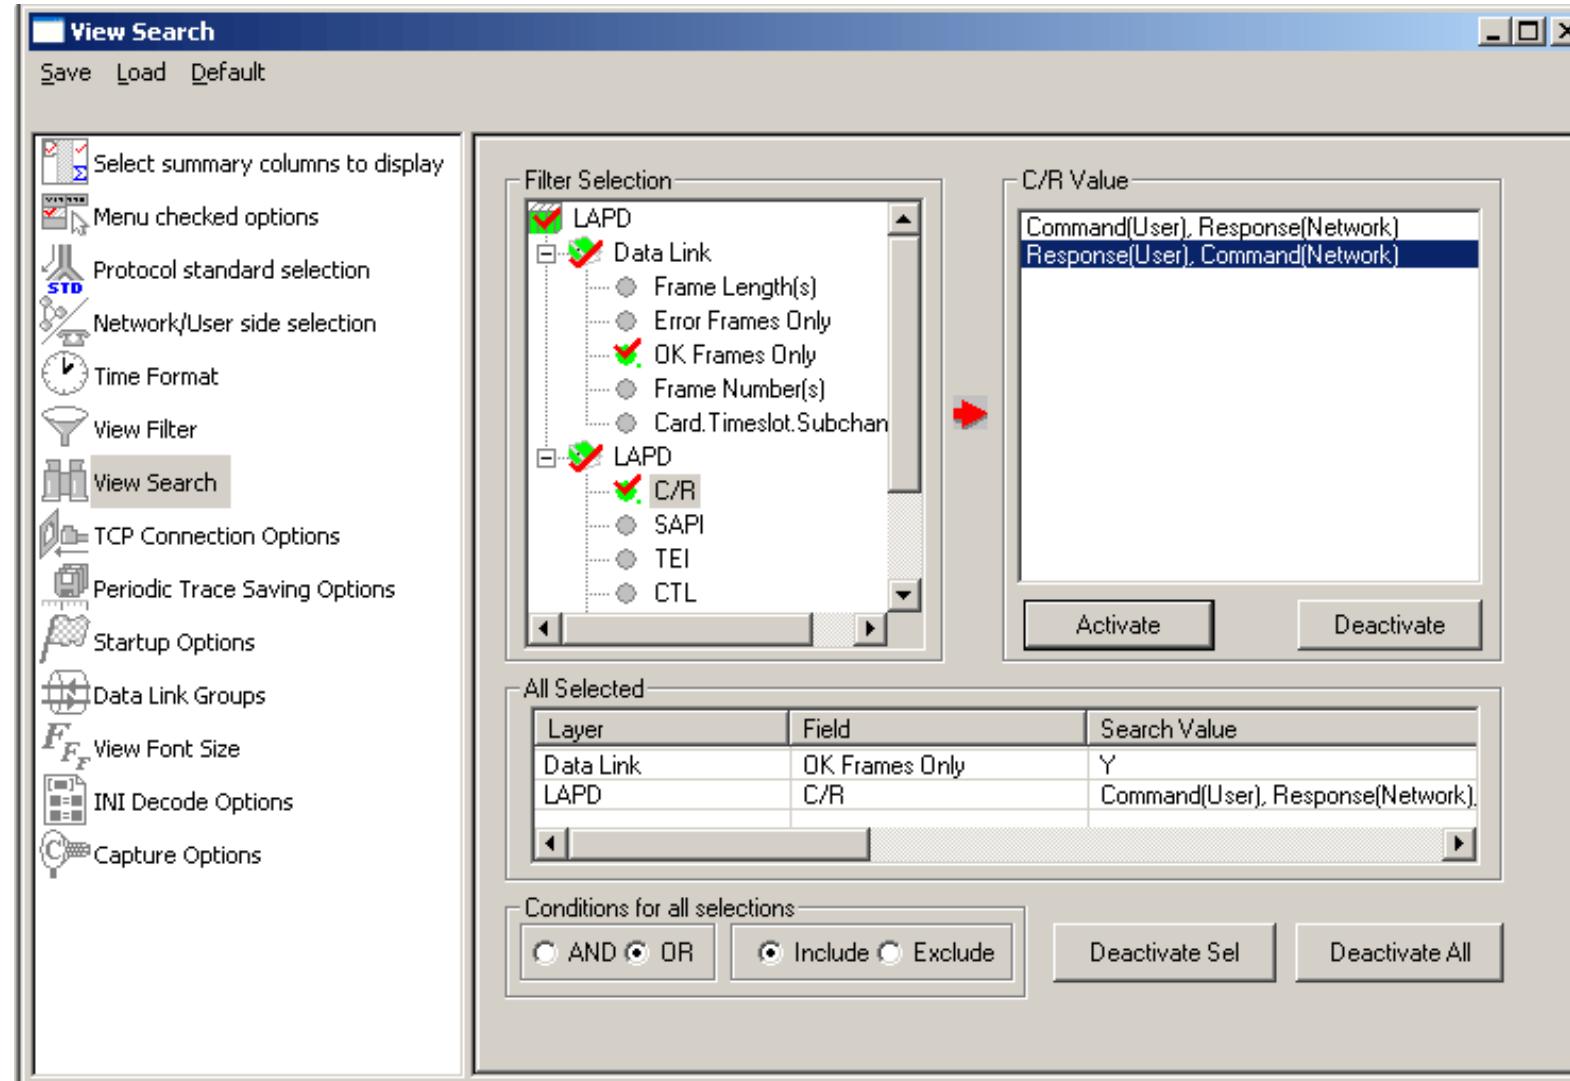 View Search
Save Load Default
Select summary columns to display
Menu checked options
Protocol standard selection
STD
Network/User side selection
Time Format
View Filter
View Search
TCP Connection Options
Periodic Trace Saving Options
Startup Options
Data Link Groups
View Font Size
INI Decode Options
Capture Options
Filter Selection
LAPD
Data Link
Frame Length(s)
Error Frames Only
OK Frames Only
Frame Number(s)
Card.Timeslot.Subchan
LAPD
C/R
SAPI
TEI
CTL
C/R Value
Command(User), Response(Network)
Response(User), Command(Network)
Activate Deactivate
All Selected
Layer Field Search Value
Data Link OK Frames Only Y
LAPD C/R Command(User), Response(Network),
Conditions for all selections
AND OR Include Exclude Deactivate Sel Deactivate All